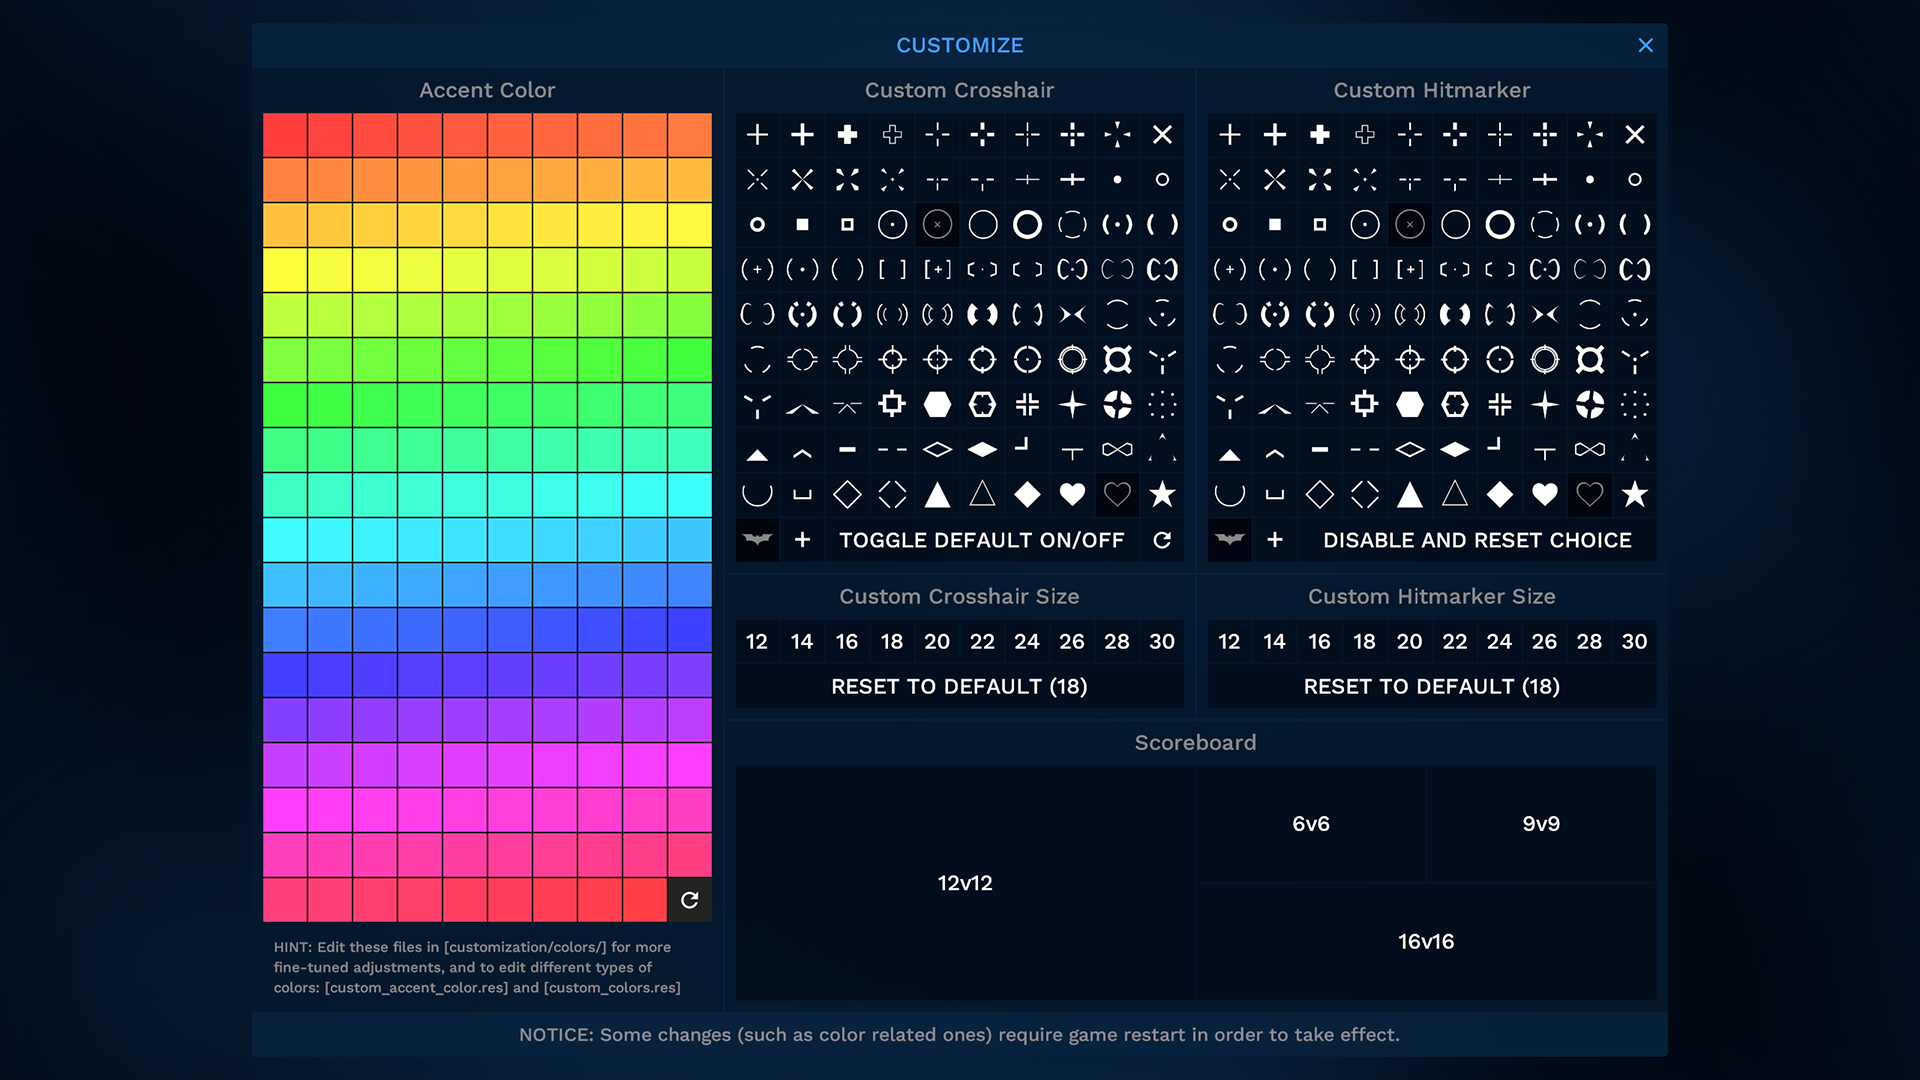 CUSTOMIZE
Accent Color
HINT: Edit these files in [customization/colors/] for more
fine-tuned adjustments, and to edit different types of
colors: [custom_accent_color.res] and [custom_colors.res]
Custom Crosshair
TOGGLE DEFAULT ON/OFF
Custom Hitmarker
DISABLE AND RESET CHOICE
Custom Crosshair Size
12 14 16 18 20 22 24 26 28 30
RESET TO DEFAULT (18)
Custom Hitmarker Size
12 14 16 18 20 22 24 26 28 30
RESET TO DEFAULT (18)
Scoreboard
12v12
6v6
9v9
16v16
NOTICE: Some changes (such as color related ones) require game restart in order to take effect.